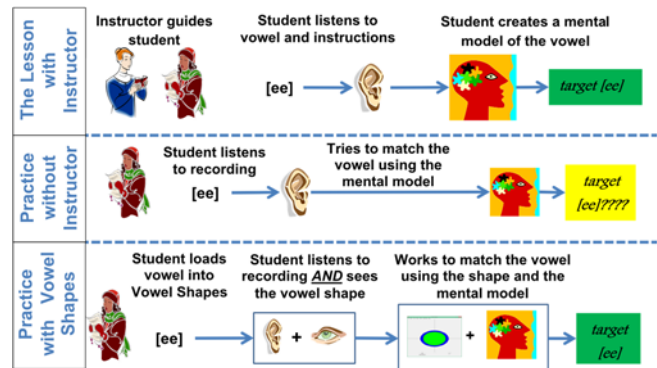 The Lesson
with
Instructor
Instructor guides
student
Student listens to
vowel and instructions
Student creates a mental
model of the vowel
[ee]
target [ee]
Practice
without
Instructor
Student listens
to recording
Tries to match the
vowel using the
mental model
[ee]
target
[ee]????
Practice
with Vowel
Shapes
Student loads
vowel into
Vowel Shapes
Student listens to
recording AND sees
the vowel shape
Works to match the vowel
using the shape and the
mental model
[ee]
+
+
target
[ee]